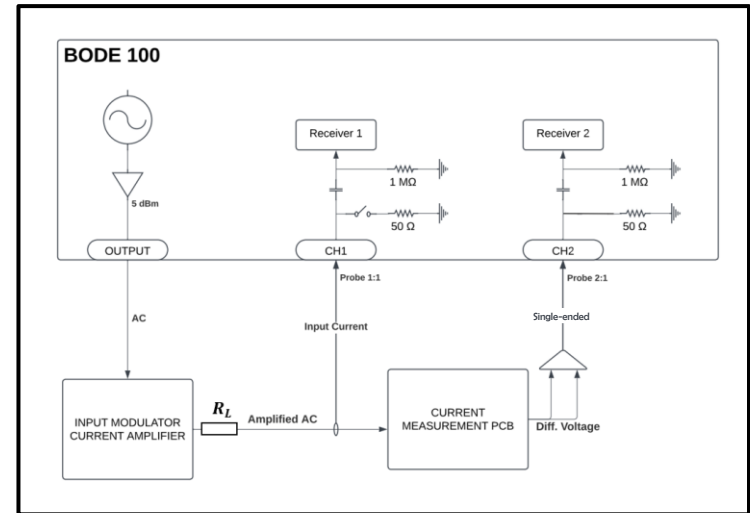 BODE 100
Receiver 1
Receiver 2
1 MΩ
1 MΩ
5 dBm
50 Ω
50 Ω
OUTPUT
CH1
CH2
Probe 1:1
Probe 2:1
AC
Input Current
Single-ended
INPUT MODULATOR
CURRENT AMPLIFIER
R_L
Amplified AC
CURRENT
MEASUREMENT PCB
Diff. Voltage